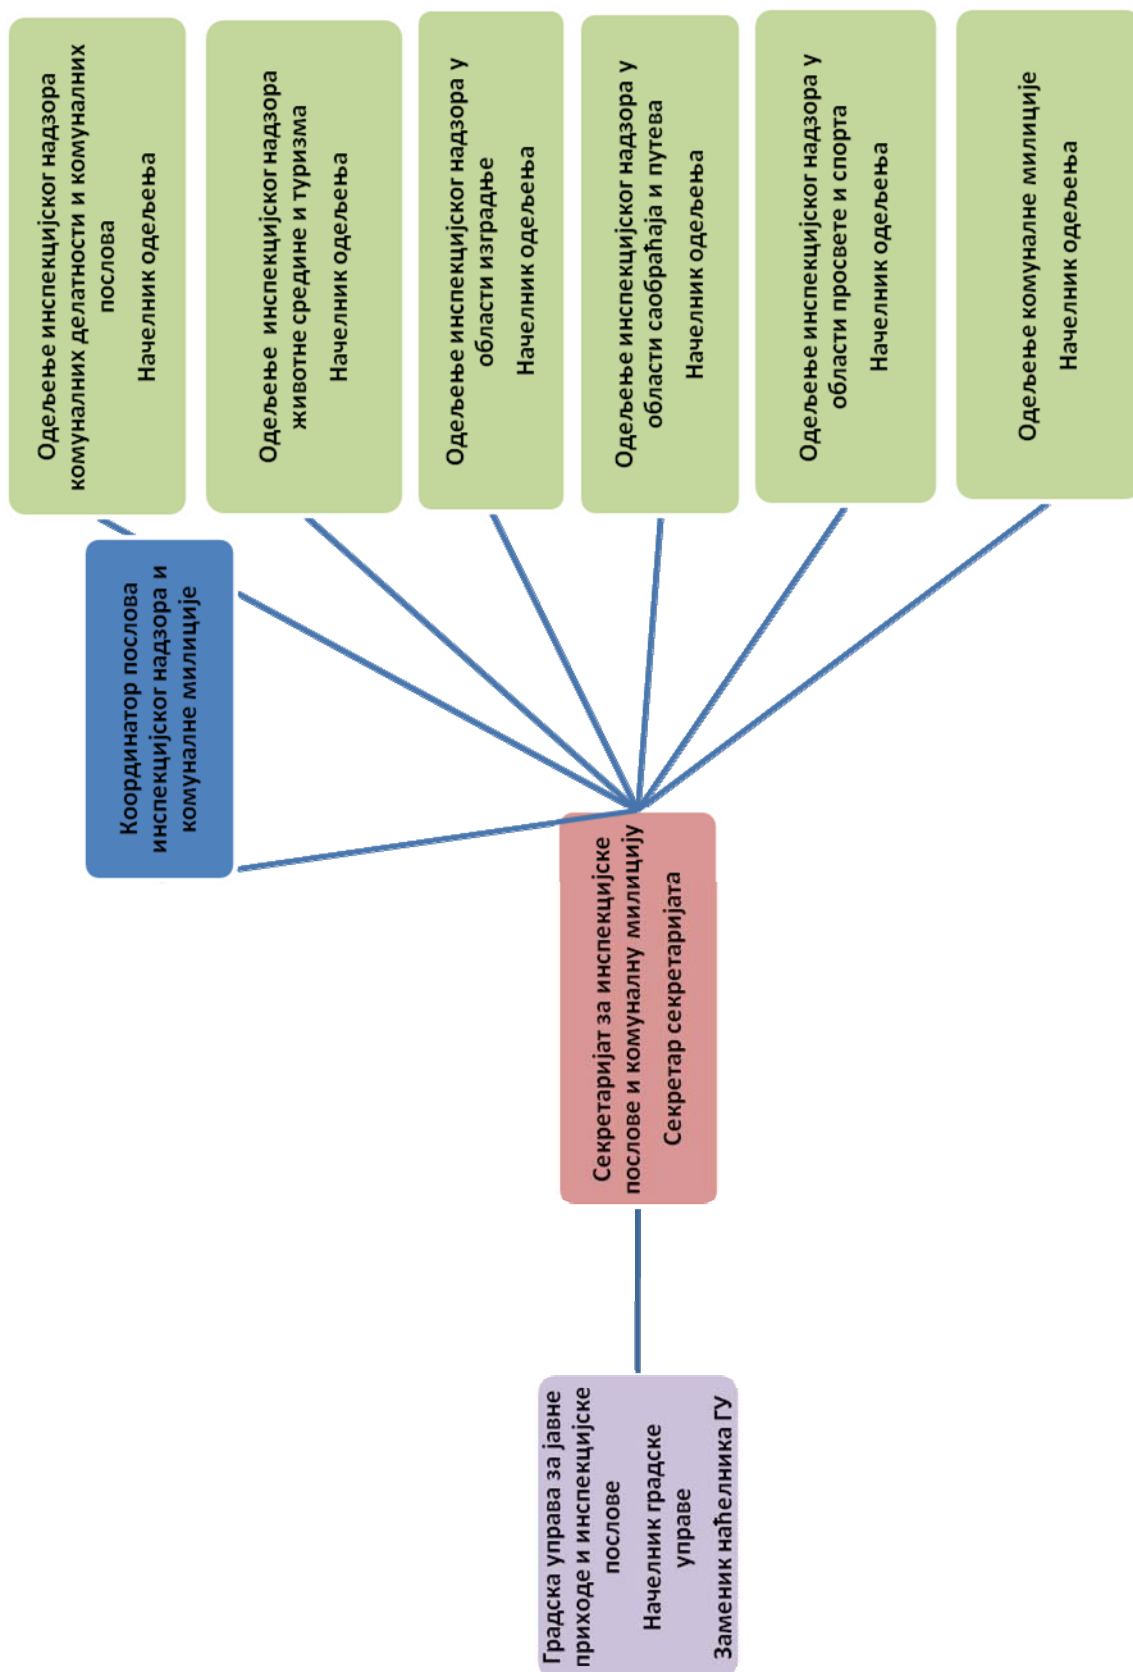 Градска управа за јавне
приходе и инспекцијске
послове
Начелник градске
управе
Заменик наћелника ГУ
Секретаријат за инспекцијске
послове и комуналну милицију
Секретар секретаријата
Координатор послова
инспекцијског надзора и
комуналне милиције
Одељење инспекцијског надзора
комуналних делатности и комуналних
послова
Начелник одељења
Одељење инспекцијског надзора
животне средине и туризма
Начелник одељења
Одељење инспекцијског надзора у
области изградње
Начелник одељења
Одељење инспекцијског надзора у
области саобраћаја и путева
Начелник одељења
Одељење инспекцијског надзора у
области просвете и спорта
Начелник одељења
Одељење комуналне милиције
Начелник одељења